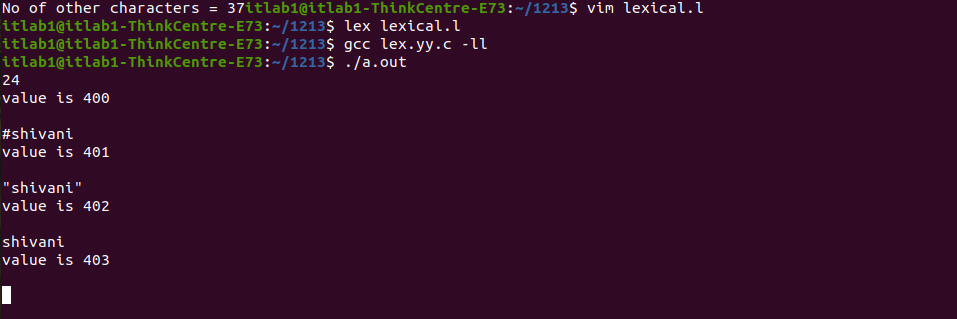 No of other characters = 37itlab1@itlab1-ThinkCentre-E73:~/1213$ vim lexical.l
itlab1@itlab1-ThinkCentre-E73:~/1213$ lex lexical.l
itlab1@itlab1-ThinkCentre-E73:~/1213$ gcc lex.yy.c -ll
itlab1@itlab1-ThinkCentre-E73:~/1213$ ./a.out
24
value is 400
#shivani
value is 401
"shivani"
value is 402
shivani
value is 403